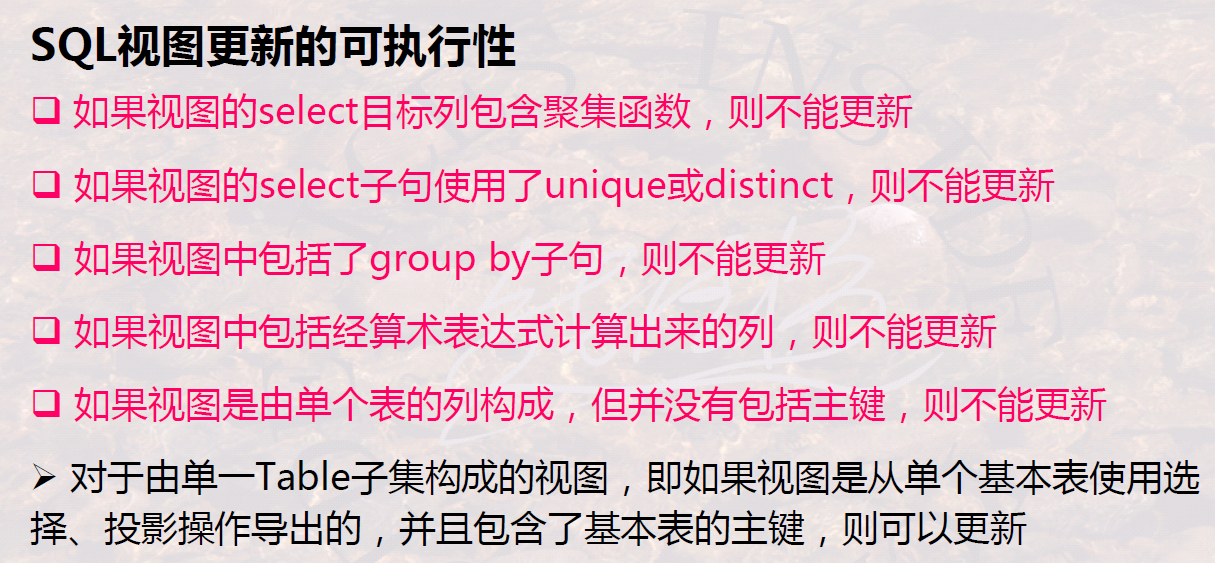 SQL视图更新的可执行性
❑ 如果视图的select目标列包含聚集函数，则不能更新
❑ 如果视图的select子句使用了unique或distinct，则不能更新
❑ 如果视图中包括了group by子句，则不能更新
❑ 如果视图中包括经算术表达式计算出来的列，则不能更新
❑ 如果视图是由单个表的列构成，但并没有包括主键，则不能更新
➢ 对于由单一Table子集构成的视图，即如果视图是从单个基本表使用选
择、投影操作导出的，并且包含了基本表的主键，则可以更新